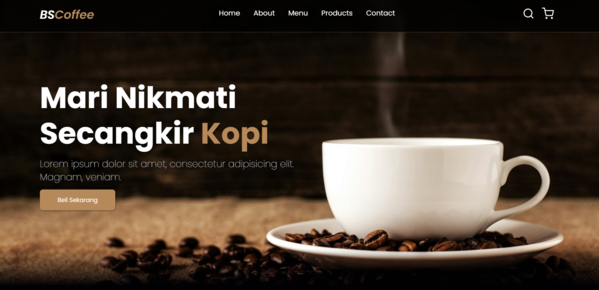 BSCoffee
Home About Menu Products Contact
Mari Nikmati
Secangkir Kopi
Lorem ipsum dolor sit amet, consectetur adipisicing elit.
Magnam, veniam.
Beli Sekarang